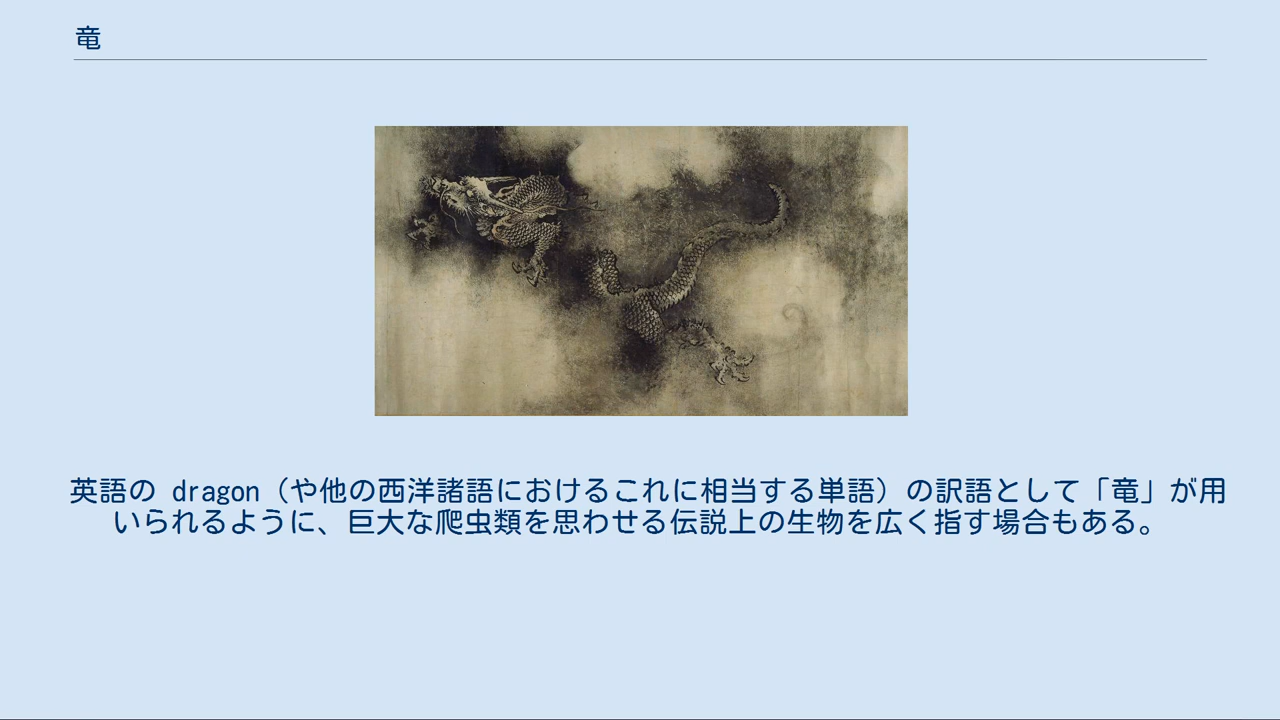 竜
英語の dragon（や他の西洋諸語におけるこれに相当する単語）の訳語として「竜」が用
いられるように、巨大な爬虫類を思わせる伝説上の生物を広く指す場合もある。